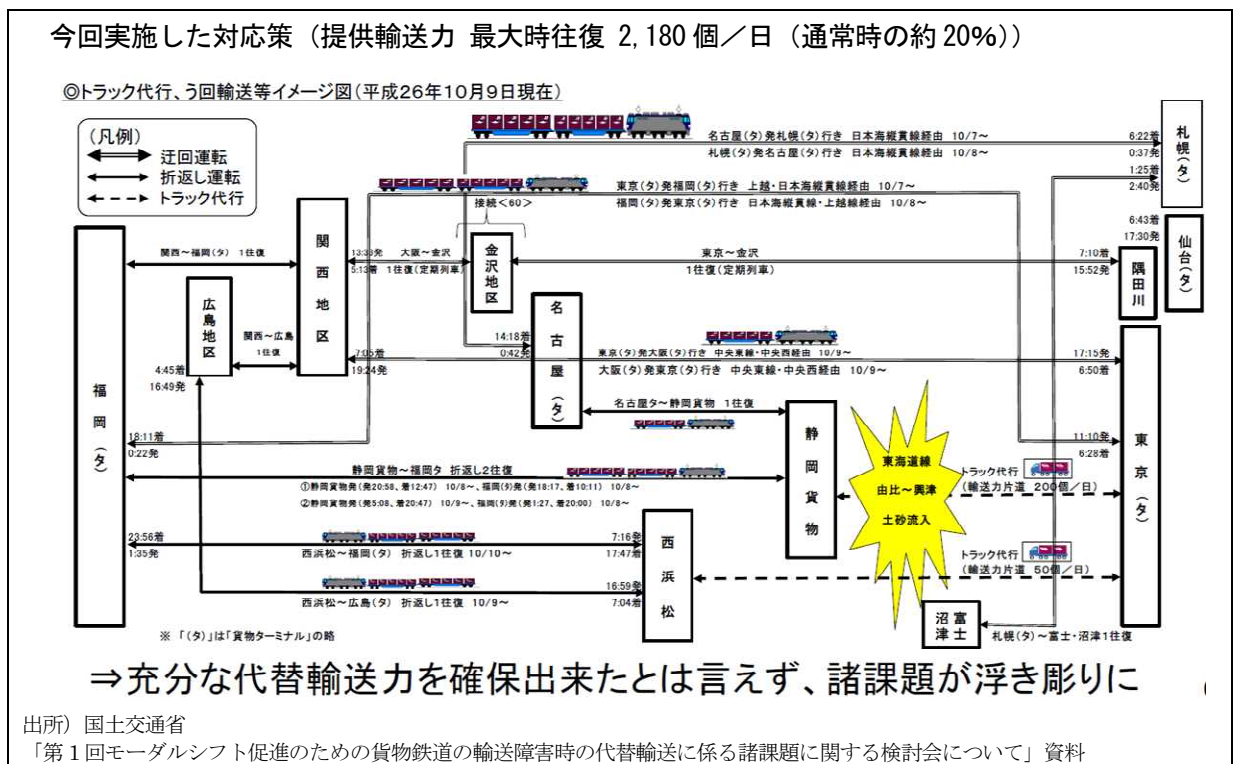 今回実施した対応策（提供輸送力 最大時往復 2,180個／日（通常時の約20%））
◎トラック代行、う回輸送等イメージ図(平成26年10月9日現在)
(凡例)
迂回運転
折返し運転
トラック代行
名古屋(タ)発札幌(タ)行き 日本海縦貫線経由 10/7～
札幌(タ)発名古屋(タ)行き 日本海縦貫線経由 10/8～
6:22着
0:37発
1:25着
2:40発
札幌(タ)
東京(タ)発福岡(タ)行き 上越・日本海縦貫線経由 10/7～
福岡(タ)発東京(タ)行き 日本海縦貫線・上越線経由 10/8～
接続<60>
6:43着
17:30発
仙台(タ)
関西～福岡(タ) 1往復
関西地区
13:33発
5:13着
大阪～金沢
1往復(定期列車)
金沢地区
東京～金沢
1往復(定期列車)
7:10着
15:52発
隅田川
広島地区
関西～広島
1往復
4:45着
16:49発
7:05着
19:24発
14:18着
0:42発
名古屋(タ)
東京(タ)発大阪(タ)行き 中央東線・中央西経由 10/9～
大阪(タ)発東京(タ)行き 中央東線・中央西経由 10/9～
17:15発
6:50着
福岡(タ)
名古屋タ～静岡貨物 1往復
静岡貨物
18:11着
0:22発
11:10発
6:28着
東京(タ)
静岡貨物～福岡タ 折返し2往復
①静岡貨物発(発20:58、着12:47) 10/8～、福岡(タ)発(発18:17、着10:11) 10/8～
②静岡貨物発(発5:08、着20:47) 10/9～、福岡(タ)発(発1:27、着20:00) 10/8～
東海道線
由比～興津
土砂流入
トラック代行
(輸送力片道 200個／日)
23:56着
1:35発
西浜松～福岡(タ) 折返し1往復 10/10～
7:16発
17:47着
西浜松
トラック代行
(輸送力片道 50個／日)
西浜松～広島(タ) 折返し1往復 10/9～
16:59発
7:04着
富士
沼津
札幌(タ)～富士・沼津1往復
※ 「(タ)」は「貨物ターミナル」の略
⇒充分な代替輸送力を確保出来たとは言えず、諸課題が浮き彫りに
出所）国土交通省
「第１回モーダルシフト促進のための貨物鉄道の輸送障害時の代替輸送に係る諸課題に関する検討会について」資料